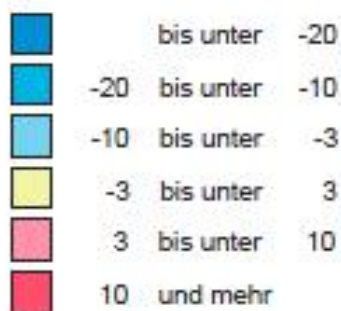 bis unter -20
-20 bis unter -10
-10 bis unter -3
-3 bis unter 3
3 bis unter 10
10 und mehr